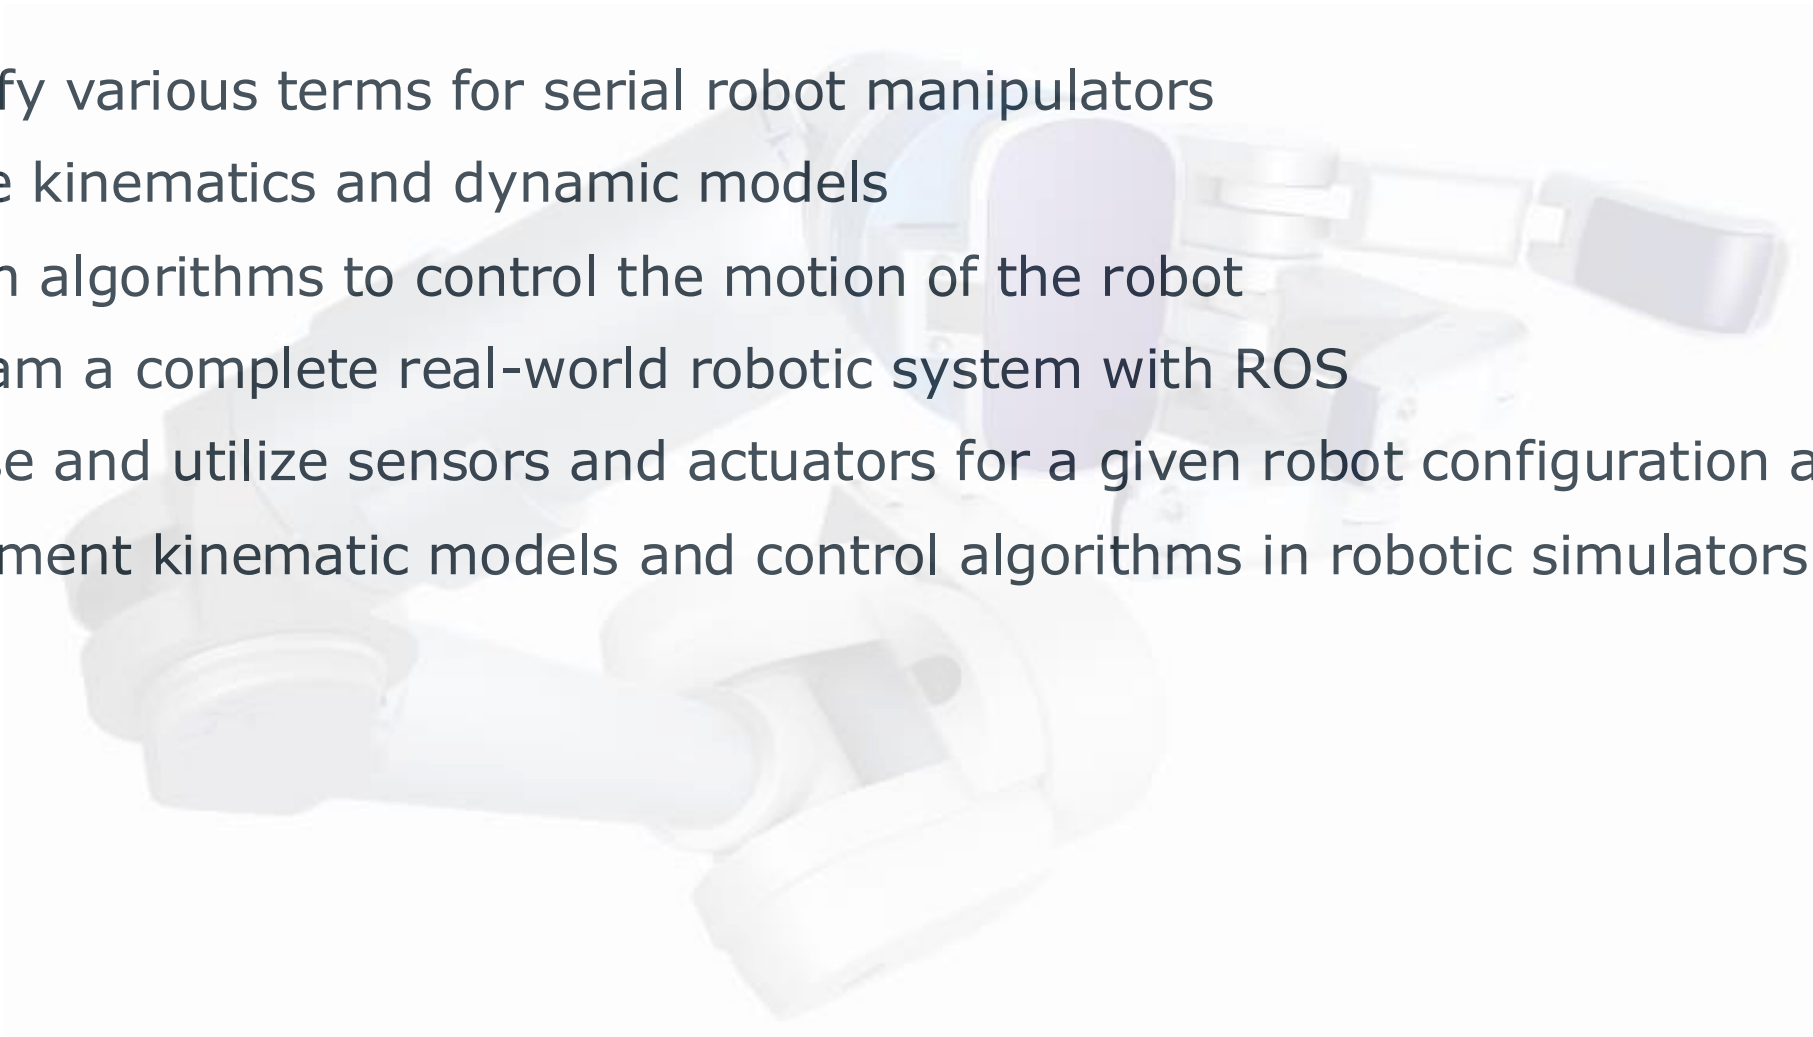 fy various terms for serial robot manipulators
e kinematics and dynamic models
n algorithms to control the motion of the robot
am a complete real-world robotic system with ROS
se and utilize sensors and actuators for a given robot configuration a
ment kinematic models and control algorithms in robotic simulators